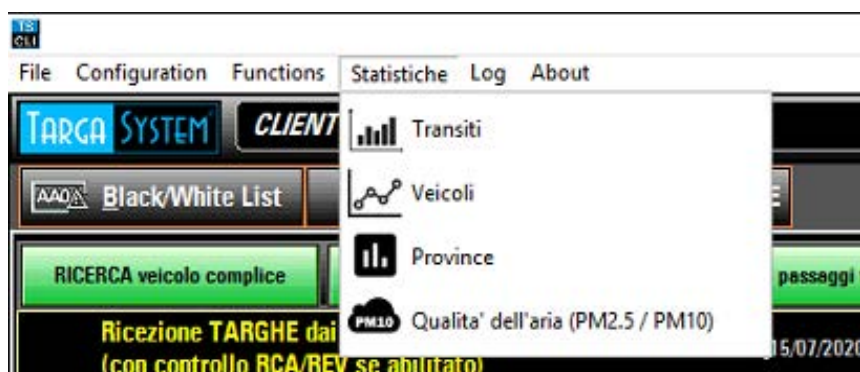 TS
CLI
File Configuration Functions Statistiche Log About
TARGA SYSTEM CLIENT
Transiti
AA0 Black/White List
Veicoli
E
Province
RICERCA veicolo complice
passaggi
PM10 Qualita' dell'aria (PM2.5 / PM10)
Ricezione TARGHE dai
15/07/2020
(con controllo RCA/REV se abilitato)